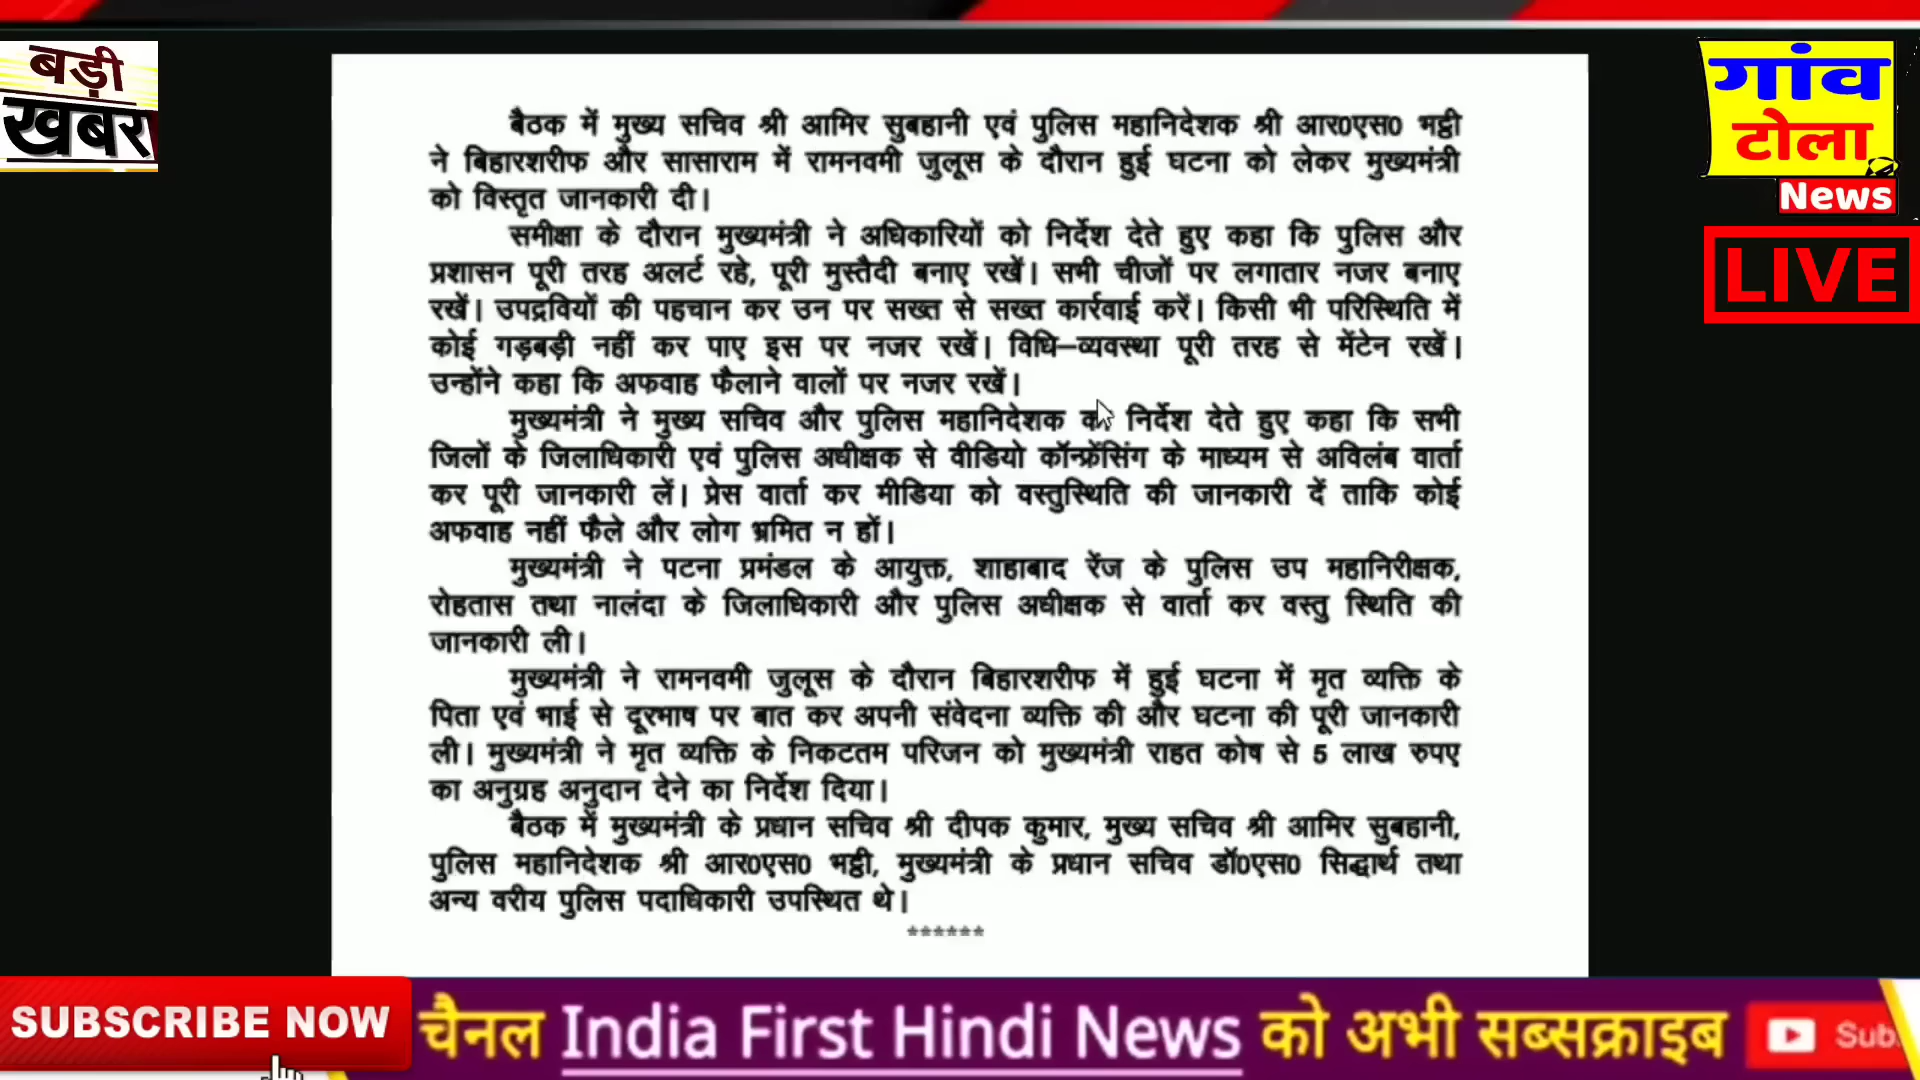 बड़ी
खबर
गांव
टोला
News
LIVE
बैठक में मुख्य सचिव श्री आमिर सुबहानी एवं पुलिस महानिदेशक श्री आर0एस0 भट्ठी
ने बिहारशरीफ और सासाराम में रामनवमी जुलूस के दौरान हुई घटना को लेकर मुख्यमंत्री
को विस्तृत जानकारी दी।
समीक्षा के दौरान मुख्यमंत्री ने अधिकारियों को निर्देश देते हुए कहा कि पुलिस और
प्रशासन पूरी तरह अलर्ट रहे, पूरी मुस्तैदी बनाए रखें। सभी चीजों पर लगातार नजर बनाए
रखें। उपद्रवियों की पहचान कर उन पर सख्त से सख्त कार्रवाई करें। किसी भी परिस्थिति में
कोई गड़बड़ी नहीं कर पाए इस पर नजर रखें। विधि–व्यवस्था पूरी तरह से मेंटेन रखें।
उन्होंने कहा कि अफवाह फैलाने वालों पर नजर रखें।
मुख्यमंत्री ने मुख्य सचिव और पुलिस महानिदेशक निर्देश देते हुए कहा कि सभी
जिलों के जिलाधिकारी एवं पुलिस अधीक्षक से वीडियो कॉन्फ्रेंसिंग के माध्यम से अविलंब वार्ता
कर पूरी जानकारी लें। प्रेस वार्ता कर मीडिया को वस्तुस्थिति की जानकारी दें ताकि कोई
अफवाह नहीं फैले और लोग भ्रमित न हों।
मुख्यमंत्री ने पटना प्रमंडल के आयुक्त, शाहाबाद रेंज के पुलिस उप महानिरीक्षक,
रोहतास तथा नालंदा के जिलाधिकारी और पुलिस अधीक्षक से वार्ता कर वस्तु स्थिति की
जानकारी ली।
मुख्यमंत्री ने रामनवमी जुलूस के दौरान बिहारशरीफ में हुई घटना में मृत व्यक्ति के
पिता एवं भाई से दूरभाष पर बात कर अपनी संवेदना व्यक्ति की और घटना की पूरी जानकारी
ली। मुख्यमंत्री ने मृत व्यक्ति के निकटतम परिजन को मुख्यमंत्री राहत कोष से 5 लाख रुपए
का अनुग्रह अनुदान देने का निर्देश दिया।
बैठक में मुख्यमंत्री के प्रधान सचिव श्री दीपक कुमार, मुख्य सचिव श्री आमिर सुबहानी,
पुलिस महानिदेशक श्री आर0एस0 भट्ठी, मुख्यमंत्री के प्रधान सचिव डॉ0एस0 सिद्धार्थ तथा
अन्य वरीय पुलिस पदाधिकारी उपस्थित थे।
******
SUBSCRIBE NOW
चैनल India First Hindi News को अभी सब्सक्राइब
Sub